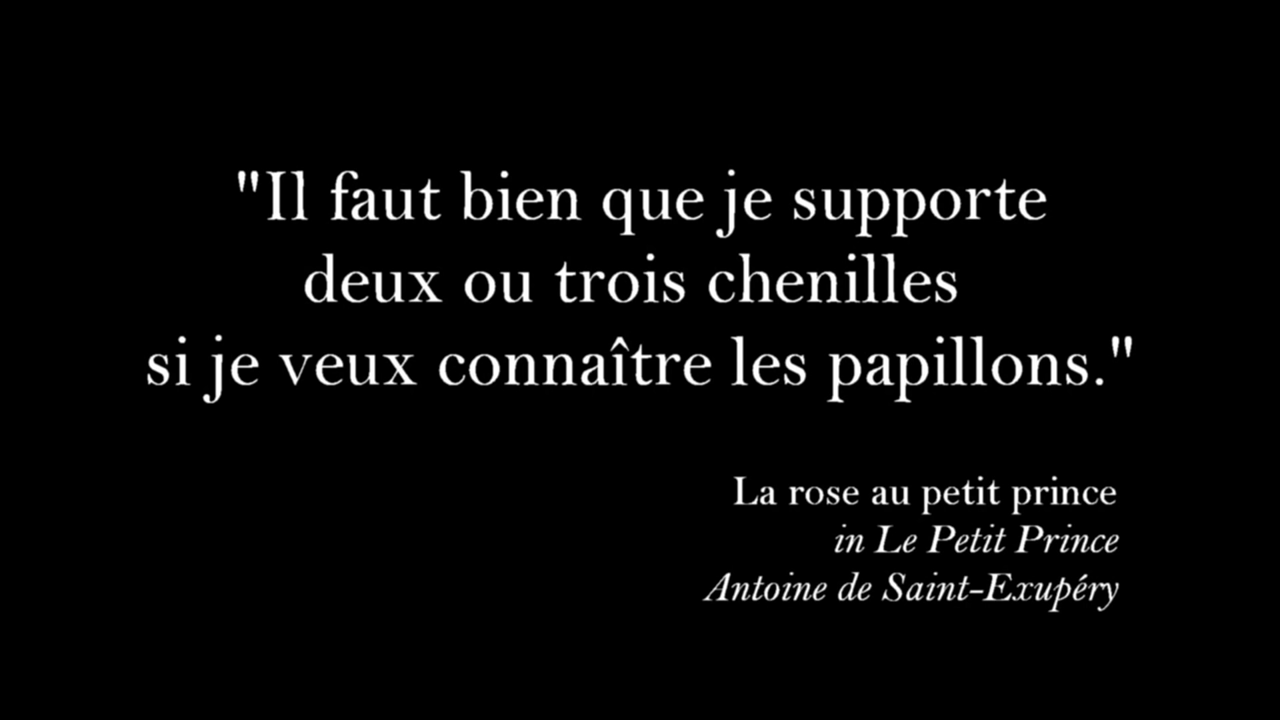 "Il faut bien que je supporte
deux ou trois chenilles
si je veux connaître les papillons."
La rose au petit prince
in Le Petit Prince
Antoine de Saint-Exupéry